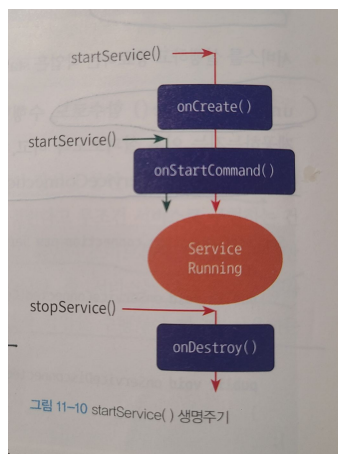 startService()
onCreate()
startService()
onStartCommand()
Service
Running
stopService()
onDestroy()
그림 11-10 startService( ) 생명주기